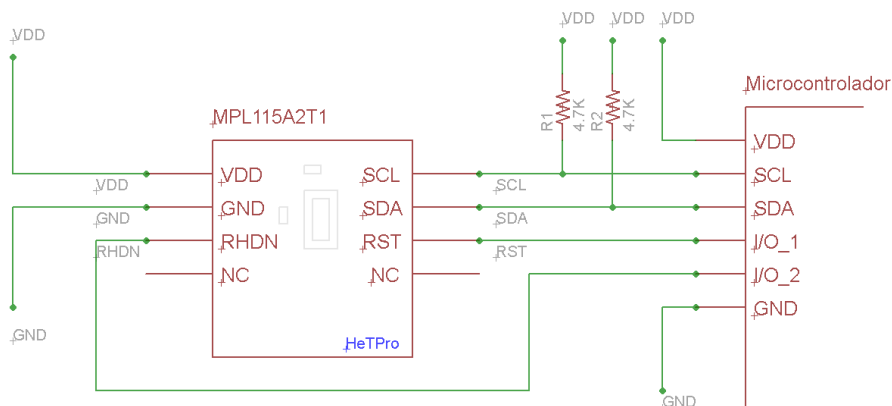 VDD
VDD
VDD
VDD
Microcontrolador
MPL115A2T1
R1
4.7K
R2
4.7K
VDD
VDD
SCL
SCL
VDD
SCL
GND
SDA
SDA
GND
SDA
RHDN
RST
I/O_1
RHDN
RST
NC
NC
I/O_2
GND
GND
HeTPro
GND